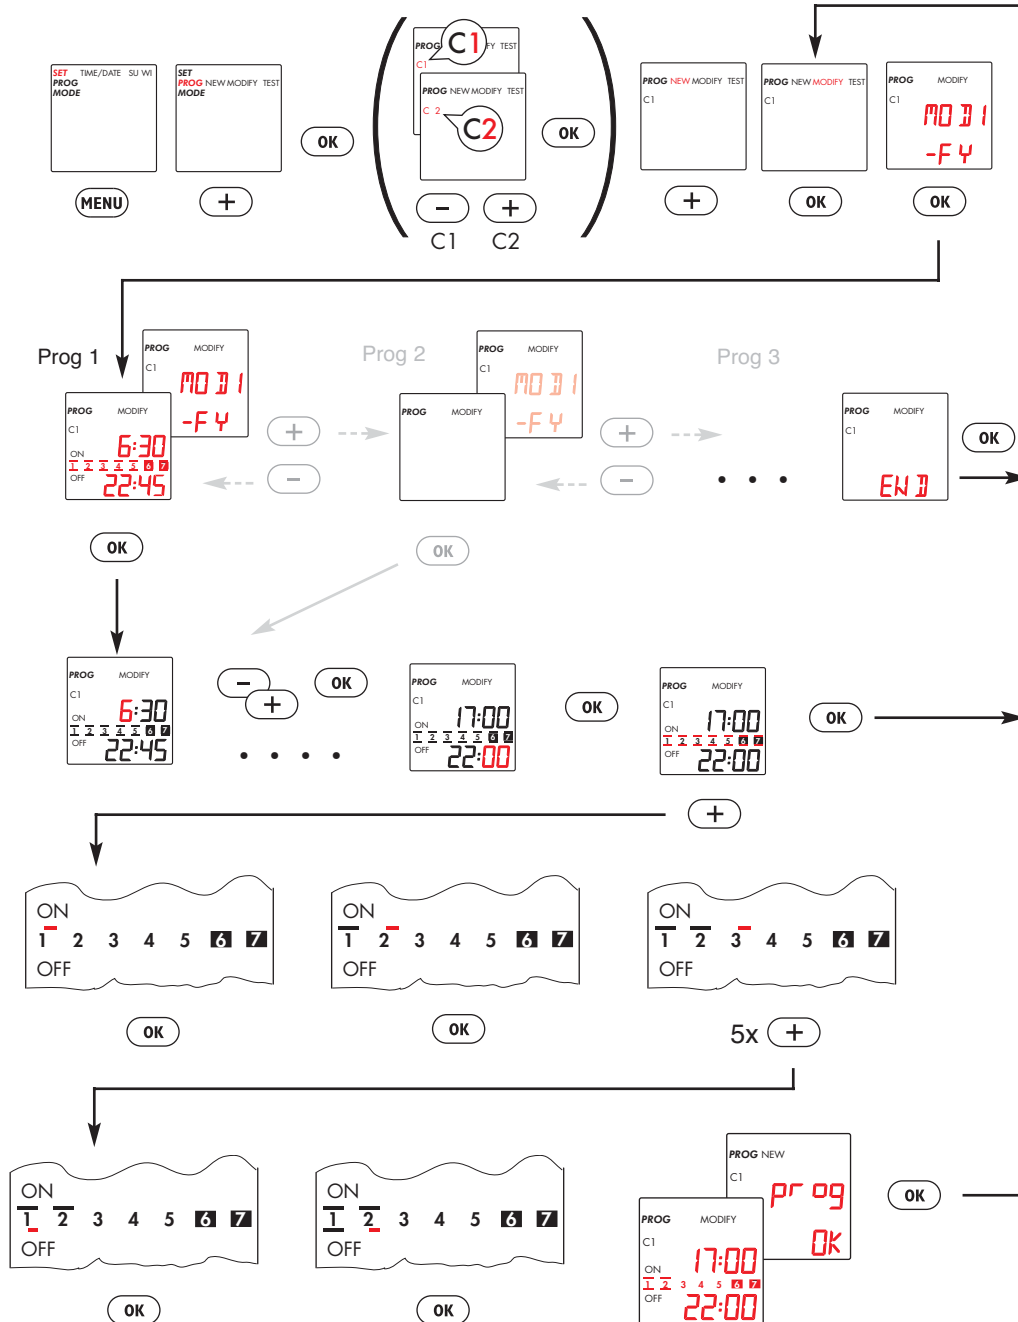 SET TIME/DATE SU WI
PROG
MODE
MENU
SET
PROG NEW MODIFY TEST
MODE
+
OK
PROG C1 FY TEST
C1
PROG NEW MODIFY TEST
C 2
C2
OK
− +
C1 C2
PROG NEW MODIFY TEST
C1
+
PROG NEW MODIFY TEST
C1
OK
PROG MODIFY
C1
MODI
-FY
OK
Prog 1
PROG MODIFY
C1
MODI
-FY
PROG MODIFY
C1
ON 6:30
1 2 3 4 5 6 7
OFF 22:45
+
−
OK
Prog 2
PROG MODIFY
C1
MODI
-FY
PROG MODIFY
+
−
OK
Prog 3
. . .
PROG MODIFY
C1
END
OK
PROG MODIFY
C1
ON 6:30
1 2 3 4 5 6 7
OFF 22:45
−
+
OK
. . . .
PROG MODIFY
C1
ON 17:00
1 2 3 4 5 6 7
OFF 22:00
OK
PROG MODIFY
C1
ON 17:00
1 2 3 4 5 6 7
OFF 22:00
OK
+
ON
1 2 3 4 5 6 7
OFF
OK
ON
1 2 3 4 5 6 7
OFF
OK
ON
1 2 3 4 5 6 7
OFF
5x +
ON
1 2 3 4 5 6 7
OFF
OK
ON
1 2 3 4 5 6 7
OFF
OK
PROG NEW
C1
prog
OK
PROG MODIFY
C1
ON 17:00
1 2 3 4 5 6 7
OFF 22:00
OK